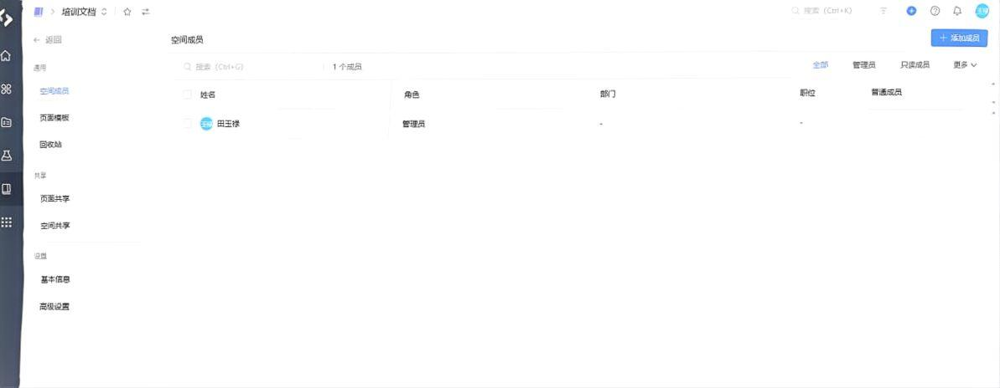 培训文档
搜索 (Ctrl+K)
返回
空间成员
添加成员
通用
搜索 (Ctrl+G)
1 个成员
全部
管理员
只读成员
更多
空间成员
姓名
角色
部门
职位
普通成员
页面模板
玉禄
田玉禄
管理员
-
-
回收站
共享
页面共享
空间共享
设置
基本信息
高级设置